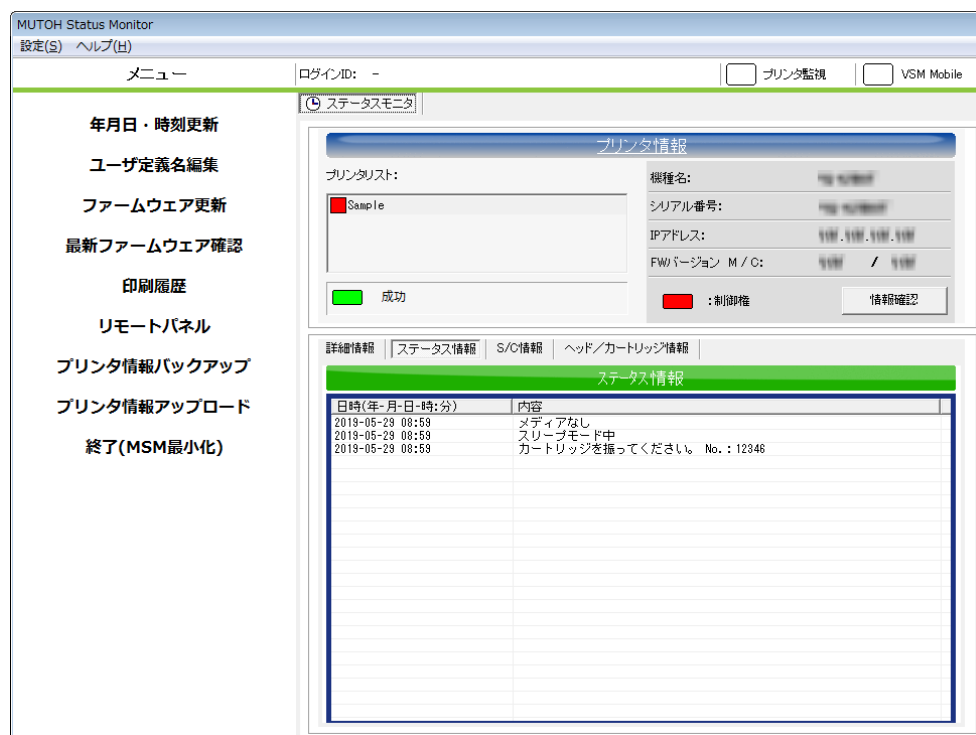 MUTOH Status Monitor
設定(S) ヘルプ(H)
メニュー
ログインID: -
プリンタ監視
VSM Mobile
ステータスモニタ
年月日・時刻更新
ユーザ定義名編集
ファームウェア更新
最新ファームウェア確認
印刷履歴
リモートパネル
プリンタ情報バックアップ
プリンタ情報アップロード
終了(MSM最小化)
プリンタ情報
プリンタリスト:
Sample
成功
機種名:
シリアル番号:
IPアドレス:
FWバージョン M / C:
/
:制御権
情報確認
詳細情報 ステータス情報 S/C情報 ヘッド/カートリッジ情報
ステータス情報
日時(年-月-日-時:分) 内容
2019-05-29 08:59 メディアなし
2019-05-29 08:59 スリープモード中
2019-05-29 08:59 カートリッジを振ってください。 No.:12346